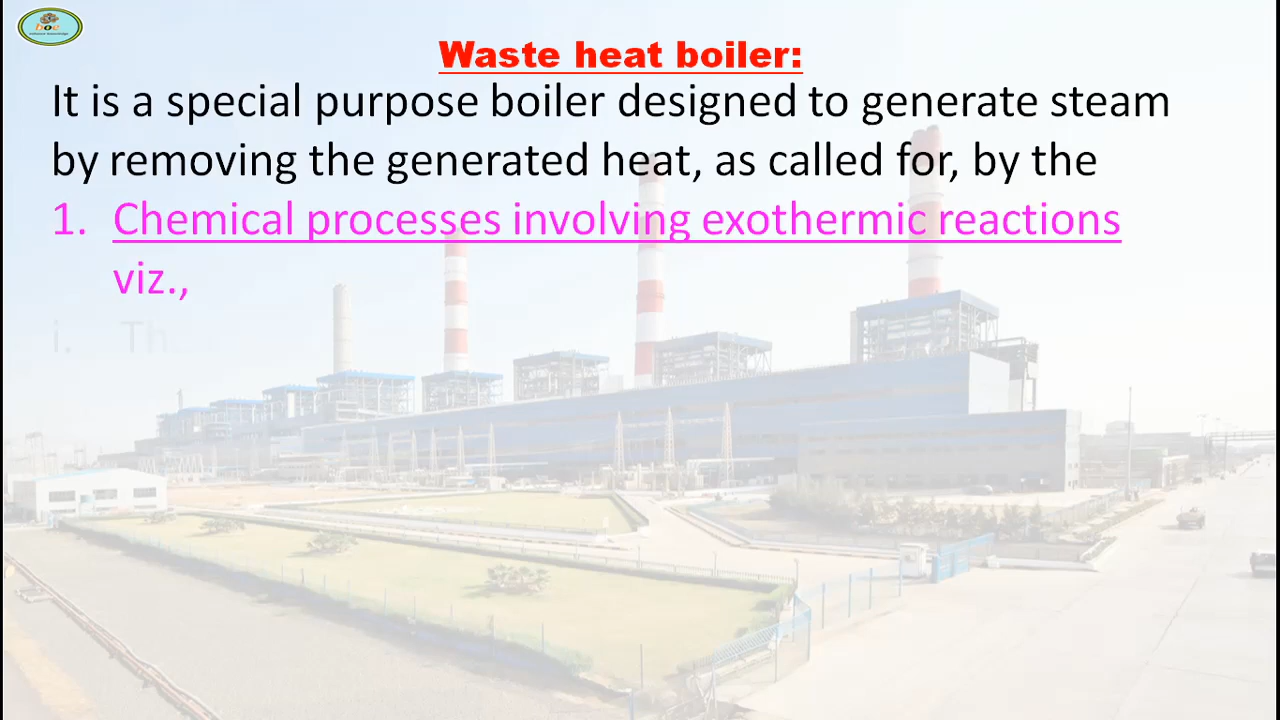 Waste heat boiler:
It is a special purpose boiler designed to generate steam
by removing the generated heat, as called for, by the
1. Chemical processes involving exothermic reactions
viz.,
i. Th